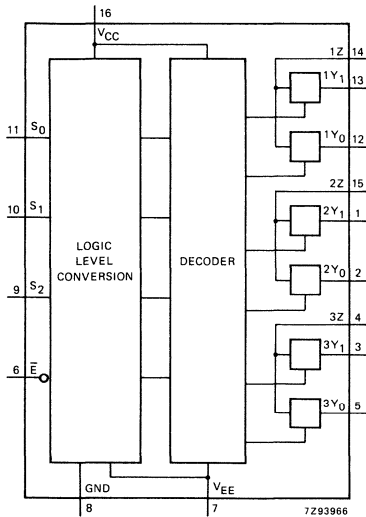 16
VCC
1Z 14
1Y1 13
11 S0
1Y0 12
2Z 15
10 S1
2Y1 1
LOGIC
LEVEL
CONVERSION
DECODER
9 S2
2Y0 2
3Z 4
6 E̅
3Y1 3
3Y0 5
GND
VEE
8
7
7Z93966